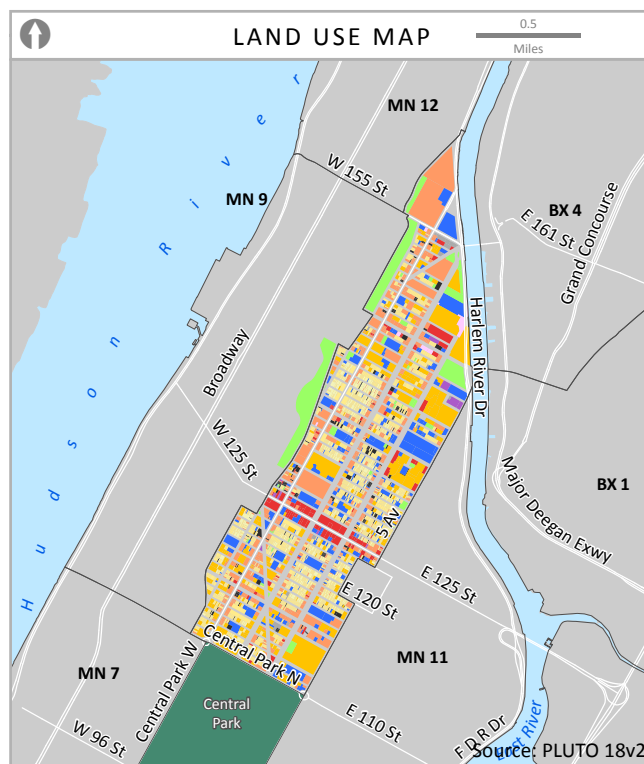 LAND USE MAP
0.5
Miles
MN 12
W 155 St
MN 9
BX 4
E 161 St
Grand Concourse
Hudson River
Harlem River Dr
Broadway
W 125 St
5 Av
Major Deegan Expwy
BX 1
E 125 St
E 120 St
Central Park N
MN 11
MN 7
Central Park W
Central
Park
E 110 St
W 96 St
F D R Dr
East River
Source: PLUTO 18v2